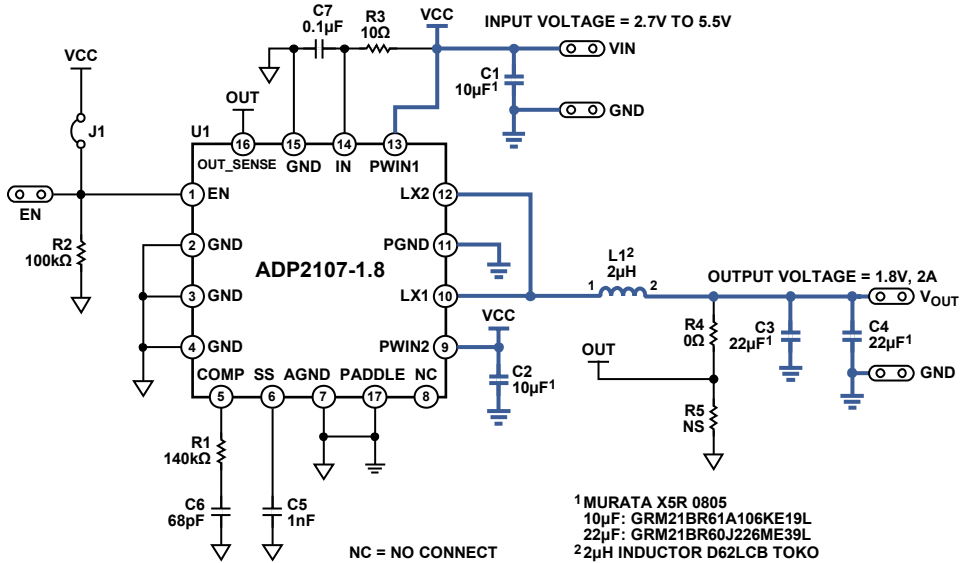 C7
0.1µF
R3
10Ω
VCC
INPUT VOLTAGE = 2.7V TO 5.5V
VIN
C1
10µF1
GND
VCC
J1
OUT
U1
16
15
14
13
OUT_SENSE
GND
IN
PWIN1
EN
1
EN
R2
100kΩ
2
GND
3
GND
4
GND
ADP2107-1.8
LX2
12
PGND
11
LX1
10
PWIN2
9
COMP
SS
AGND
PADDLE
NC
5
6
7
17
8
L12
2µH
1
2
OUTPUT VOLTAGE = 1.8V, 2A
VOUT
VCC
C2
10µF1
OUT
R4
0Ω
R5
NS
C3
22µF1
C4
22µF1
GND
R1
140kΩ
C6
68pF
C5
1nF
NC = NO CONNECT
1 MURATA X5R 0805
10µF: GRM21BR61A106KE19L
22µF: GRM21BR60J226ME39L
2 2µH INDUCTOR D62LCB TOKO